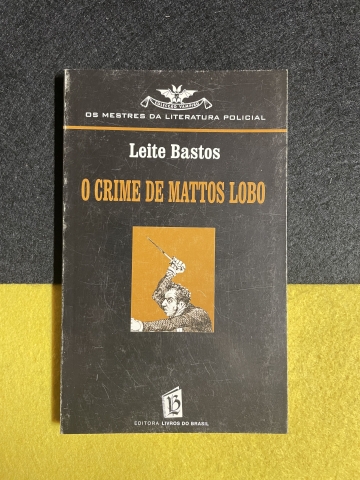 COLECÇÃO VAMPIRO
OS MESTRES DA LITERATURA POLICIAL
Leite Bastos
O CRIME DE MATTOS LOBO
EDITORA LIVROS DO BRASIL